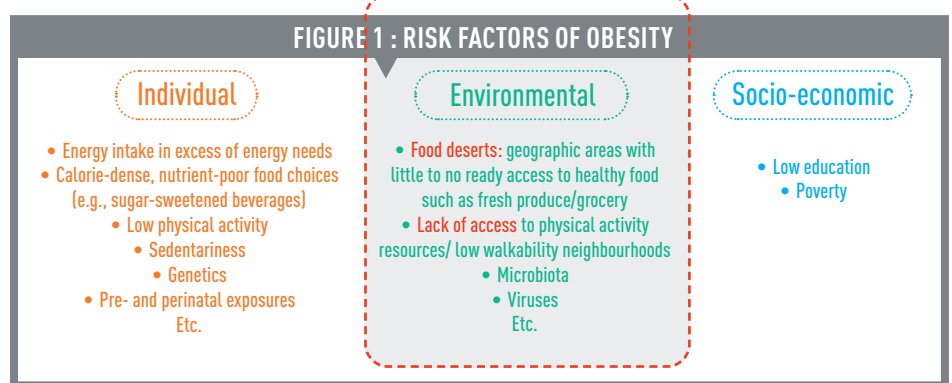 FIGURE 1 : RISK FACTORS OF OBESITY
Individual
• Energy intake in excess of energy needs
• Calorie-dense, nutrient-poor food choices
(e.g., sugar-sweetened beverages)
• Low physical activity
• Sedentariness
• Genetics
• Pre- and perinatal exposures
Etc.
Environmental
• Food deserts: geographic areas with
little to no ready access to healthy food
such as fresh produce/grocery
• Lack of access to physical activity
resources/ low walkability neighbourhoods
• Microbiota
• Viruses
Etc.
Socio-economic
• Low education
• Poverty